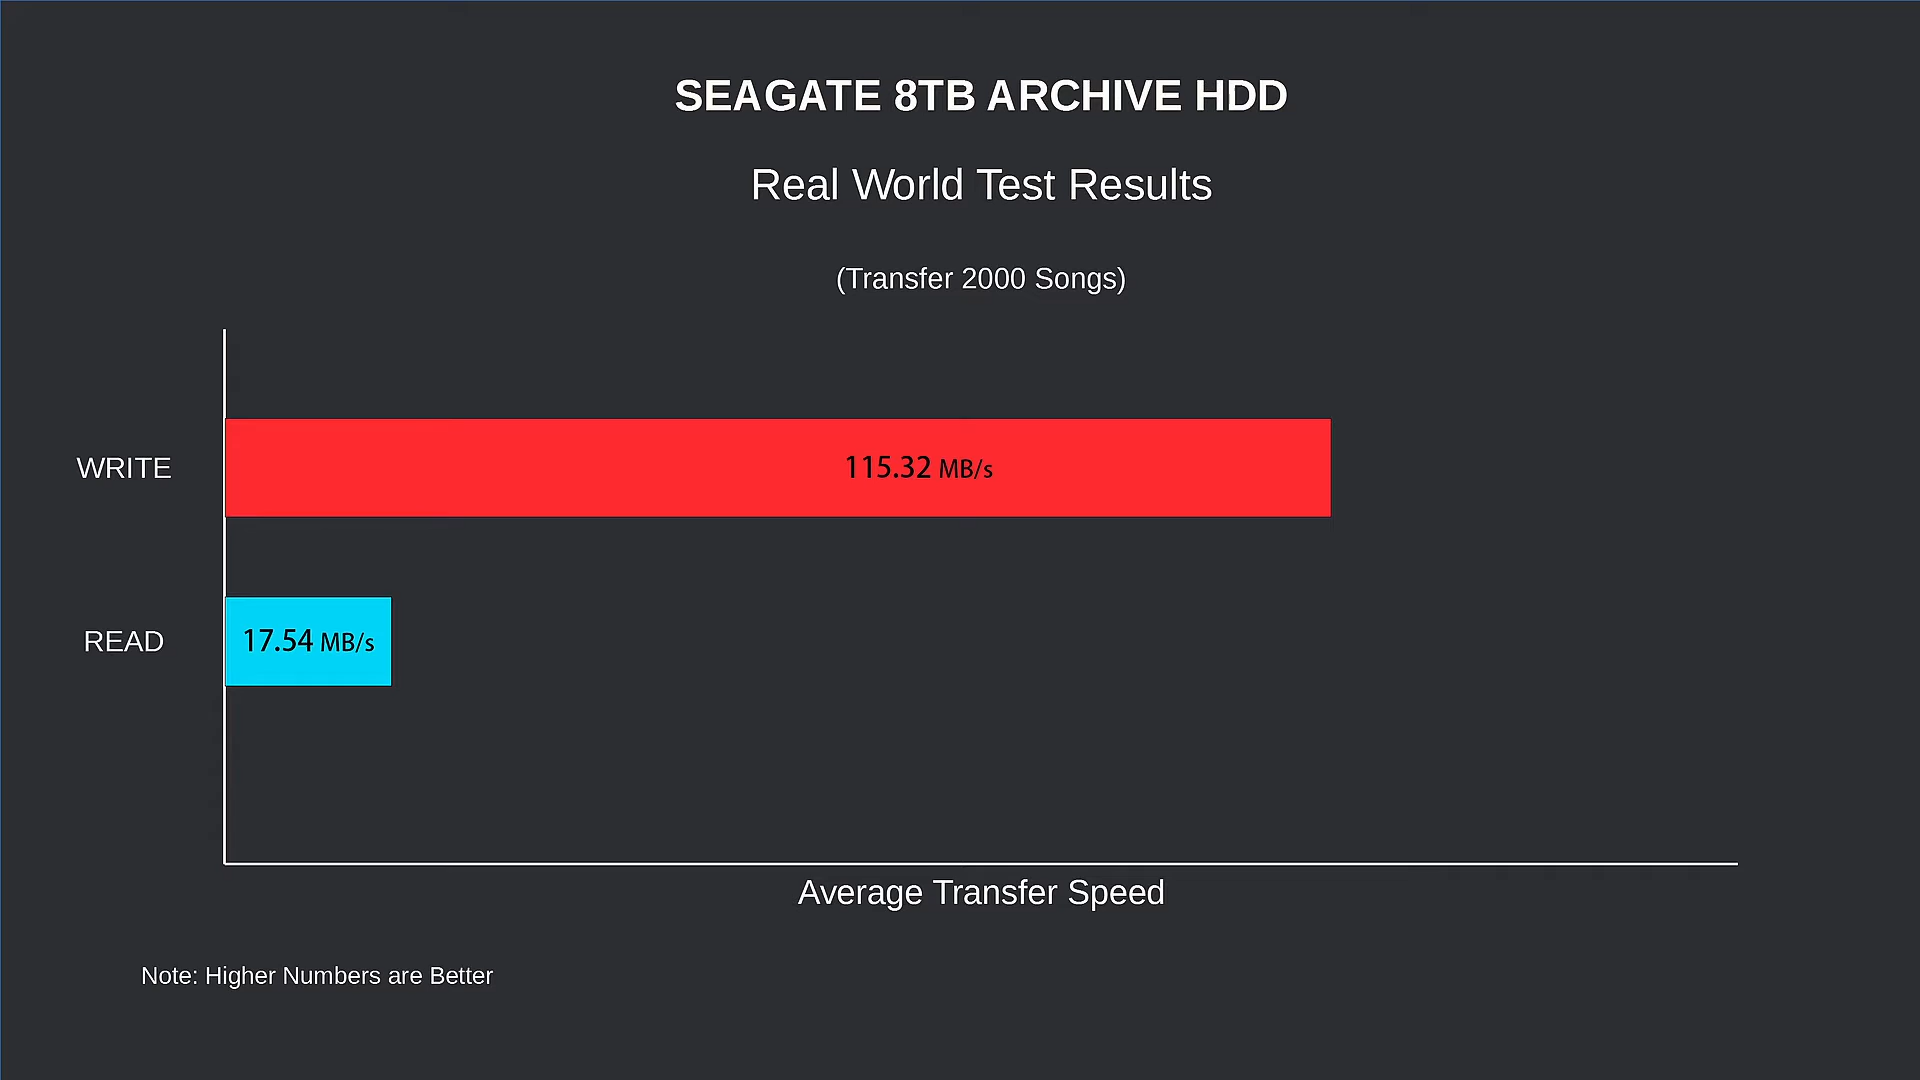 SEAGATE 8TB ARCHIVE HDD
Real World Test Results
(Transfer 2000 Songs)
WRITE
115.32 MB/s
READ
17.54 MB/s
Average Transfer Speed
Note: Higher Numbers are Better